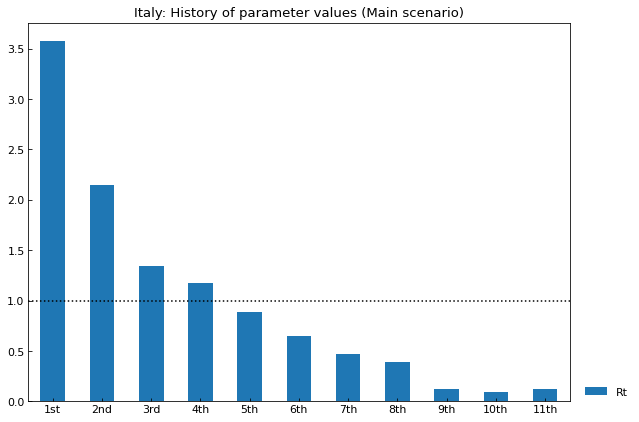 Italy: History of parameter values (Main scenario)
3.5
3.0
2.5
2.0
1.5
1.0
0.5
0.0
1st 2nd 3rd 4th 5th 6th 7th 8th 9th 10th 11th
Rt